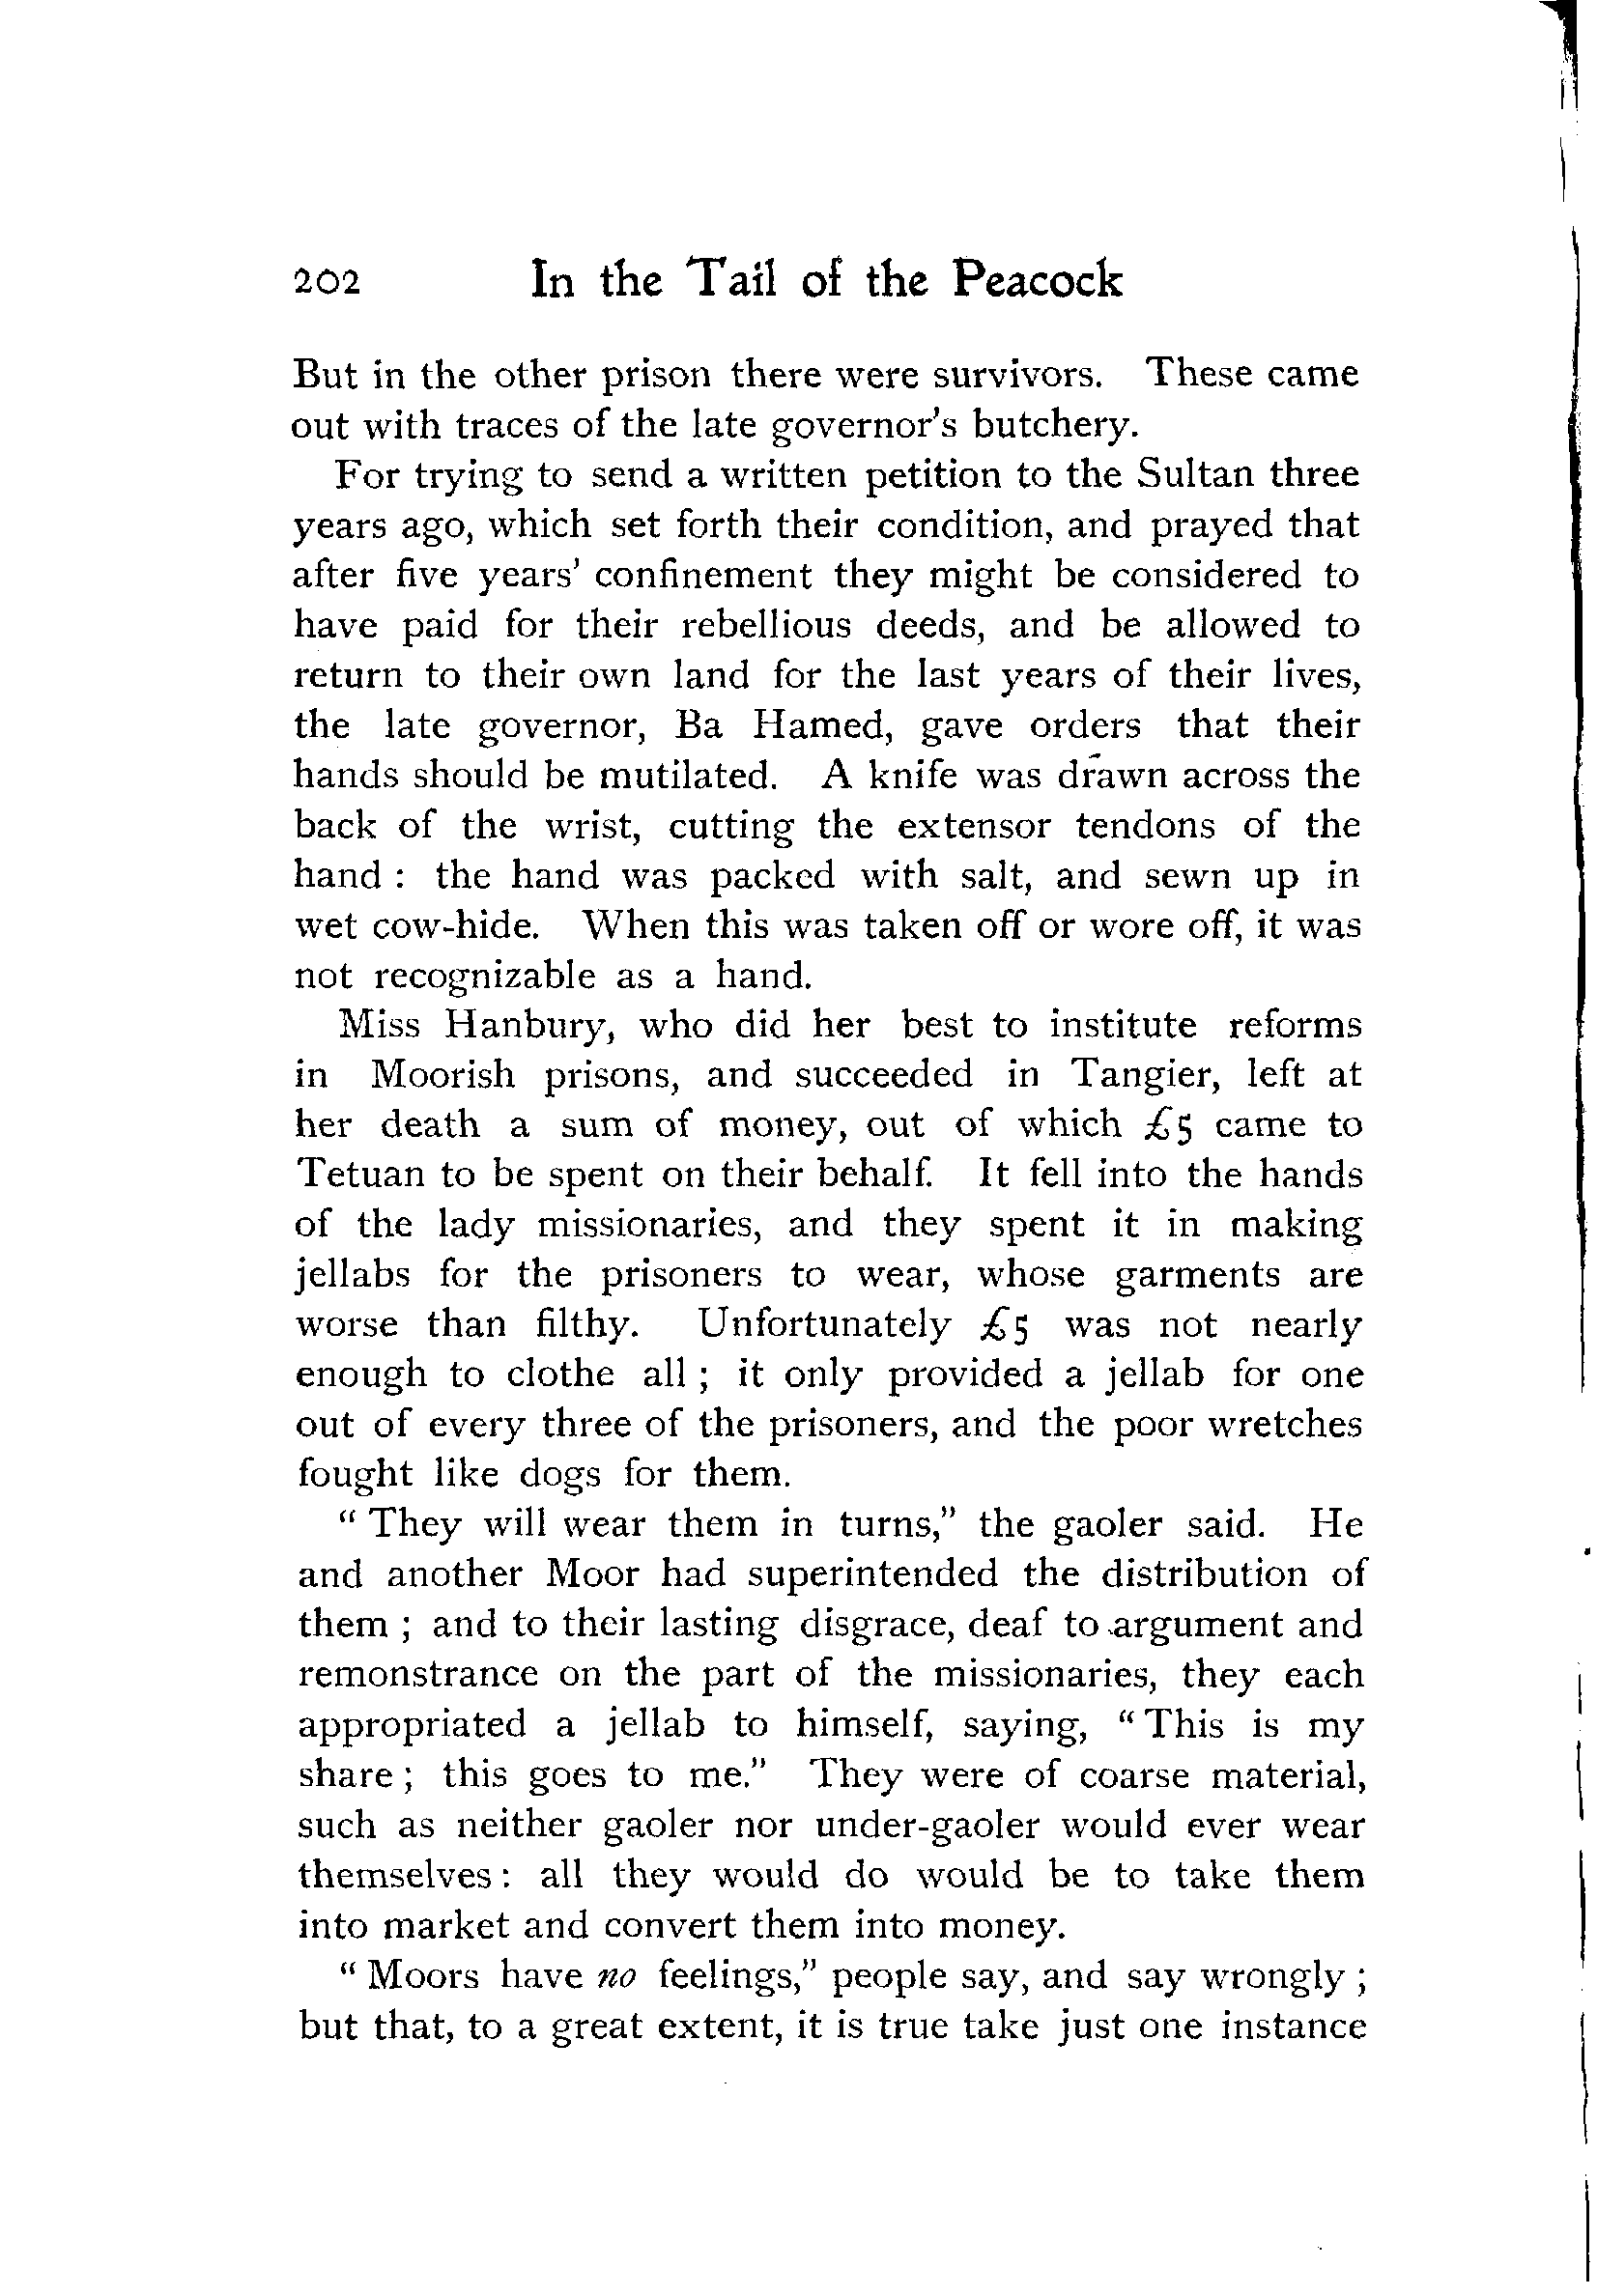 202 In the Tail of the Peacock
But in the other prison there were survivors. These came
out with traces of the late governor's butchery.
For trying to send a written petition to the Sultan three
years ago, which set forth their condition, and prayed that
after five years' confinement they might be considered to
have paid for their rebellious deeds, and be allowed to
return to their own land for the last years of their lives,
the late governor, Ba Hamed, gave orders that their
hands should be mutilated. A knife was drawn across the
back of the wrist, cutting the extensor tendons of the
hand : the hand was packed with salt, and sewn up in
wet cow-hide. When this was taken off or wore off, it was
not recognizable as a hand.
Miss Hanbury, who did her best to institute reforms
in Moorish prisons, and succeeded in Tangier, left at
her death a sum of money, out of which £5 came to
Tetuan to be spent on their behalf. It fell into the hands
of the lady missionaries, and they spent it in making
jellabs for the prisoners to wear, whose garments are
worse than filthy. Unfortunately £5 was not nearly
enough to clothe all ; it only provided a jellab for one
out of every three of the prisoners, and the poor wretches
fought like dogs for them.
" They will wear them in turns," the gaoler said. He
and another Moor had superintended the distribution of
them ; and to their lasting disgrace, deaf to argument and
remonstrance on the part of the missionaries, they each
appropriated a jellab to himself, saying, " This is my
share ; this goes to me." They were of coarse material,
such as neither gaoler nor under-gaoler would ever wear
themselves : all they would do would be to take them
into market and convert them into money.
" Moors have no feelings," people say, and say wrongly ;
but that, to a great extent, it is true take just one instance